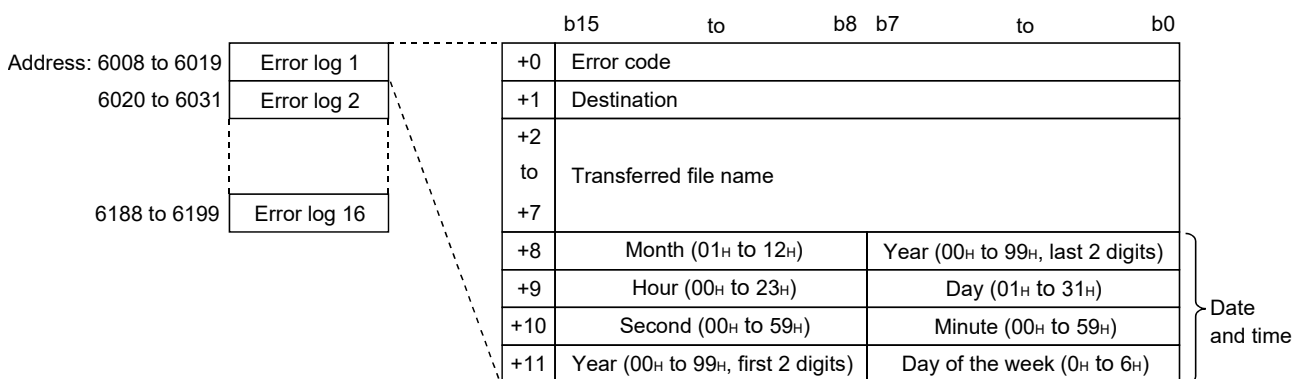 b15 to b8 b7 to b0
Address: 6008 to 6019 Error log 1 +0 Error code
6020 to 6031 Error log 2 +1 Destination
+2
to Transferred file name
+7
6188 to 6199 Error log 16
+8 Month (01H to 12H) Year (00H to 99H, last 2 digits)
+9 Hour (00H to 23H) Day (01H to 31H)
+10 Second (00H to 59H) Minute (00H to 59H)
+11 Year (00H to 99H, first 2 digits) Day of the week (0H to 6H)
Date
and time